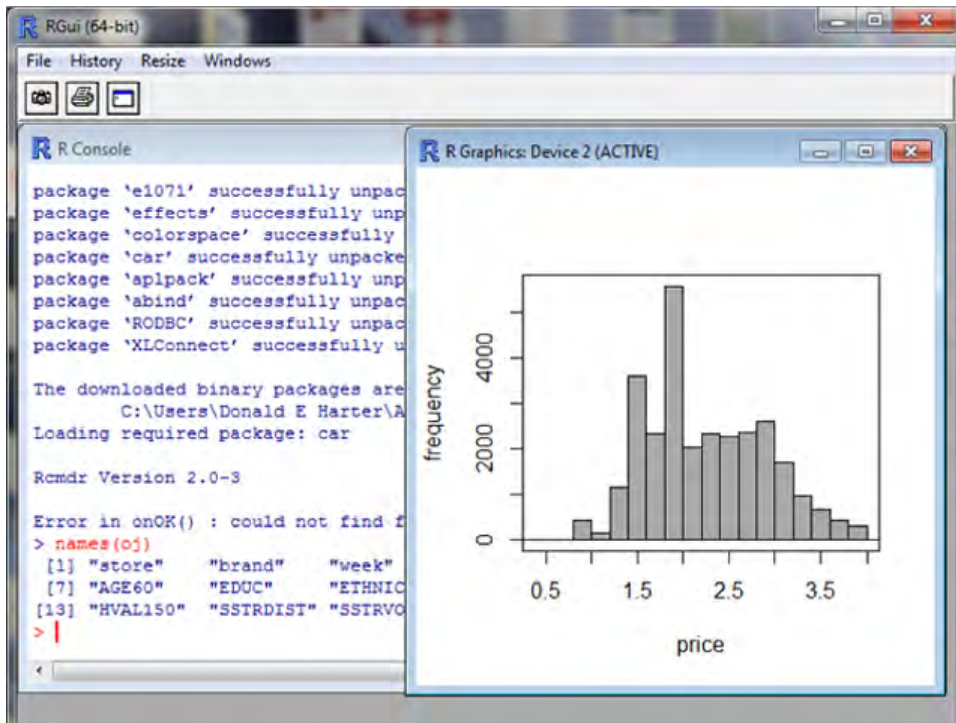 RGui (64-bit)
File History Resize Windows
R Console
package 'e1071' successfully unpac
package 'effects' successfully unp
package 'colorspace' successfully
package 'car' successfully unpacke
package 'aplpack' successfully unp
package 'abind' successfully unpac
package 'RODBC' successfully unpac
package 'XLConnect' successfully u
The downloaded binary packages are
C:\Users\Donald E Harter\A
Loading required package: car
Rcmdr Version 2.0-3
Error in onOK() : could not find f
> names(oj)
[1] "store" "brand" "week"
[7] "AGE60" "EDUC" "ETHNIC
[13] "HVAL150" "SSTRDIST" "SSTRVO
>
R Graphics: Device 2 (ACTIVE)
frequency
4000
2000
0
0.5 1.5 2.5 3.5
price